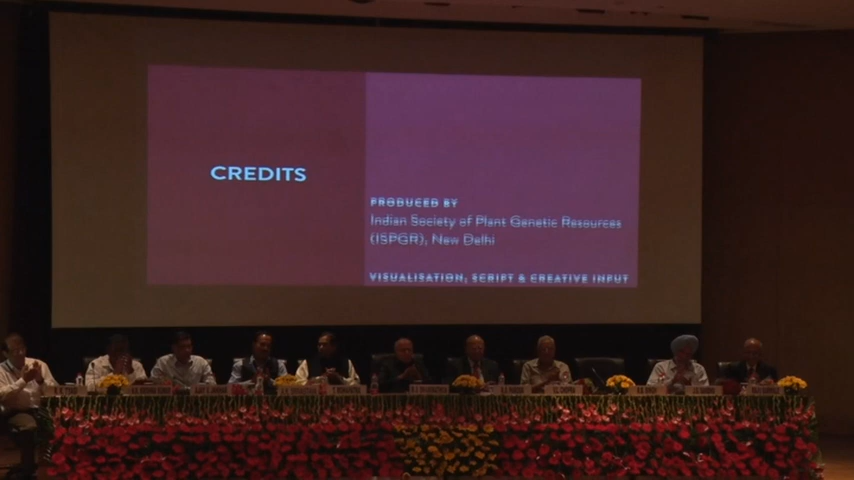 CREDITS
PRODUCED BY
Indian Society of Plant Genetic Resources
(ISPGR), New Delhi
VISUALISATION, SCRIPT & CREATIVE INPUT